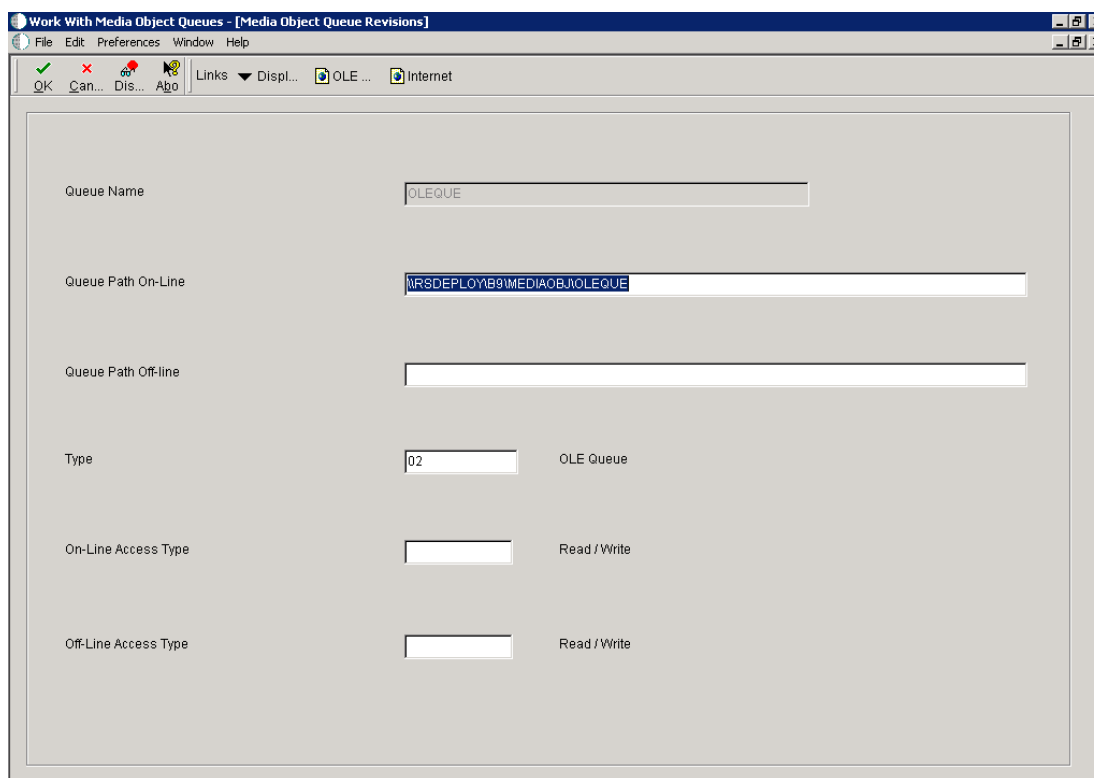 Work With Media Object Queues - [Media Object Queue Revisions]
File Edit Preferences Window Help
OK Can... Dis... Abo Links Displ... OLE ... Internet
Queue Name OLEQUE
Queue Path On-Line \\IRSDEPLOY\B9\MEDIAOBJ\OLEQUE
Queue Path Off-line
Type 02 OLE Queue
On-Line Access Type Read / Write
Off-Line Access Type Read / Write